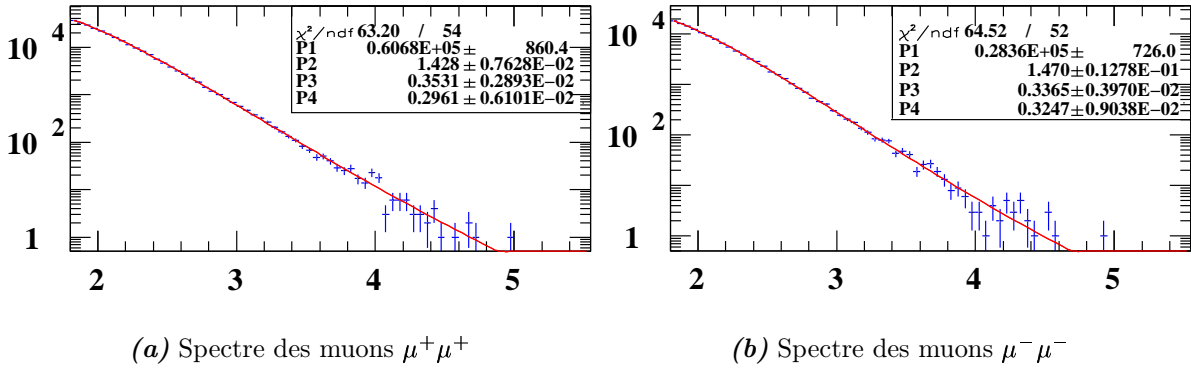 χ²/ndf 63.20 / 54
P1 0.6068E+05 ± 860.4
P2 1.428 ± 0.7628E−02
P3 0.3531 ± 0.2893E−02
P4 0.2961 ± 0.6101E−02
10 4
10 2
1
2 3 4 5
(a) Spectre des muons μ⁺μ⁺
χ²/ndf 64.52 / 52
P1 0.2836E+05 ± 726.0
P2 1.470 ± 0.1278E−01
P3 0.3365 ± 0.3970E−02
P4 0.3247 ± 0.9038E−02
10 4
10 2
1
2 3 4 5
(b) Spectre des muons μ⁻μ⁻